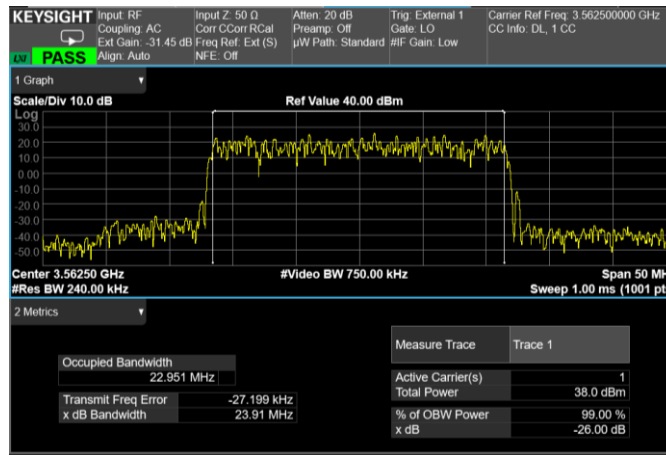 KEYSIGHT Input: RF Input Z: 50 Ω Atten: 20 dB Trig: External 1 Carrier Ref Freq: 3.562500000 GHz
Coupling: AC Corr CCorr RCal Preamp: Off Gate: LO CC Info: DL, 1 CC
Ext Gain: -31.45 dB Freq Ref: Ext (S) µW Path: Standard #IF Gain: Low
LXI PASS Align: Auto NFE: Off
1 Graph
Scale/Div 10.0 dB Ref Value 40.00 dBm
Log
30.0
20.0
10.0
0.00
-10.0
-20.0
-30.0
-40.0
-50.0
Center 3.56250 GHz #Video BW 750.00 kHz Span 50 MH
#Res BW 240.00 kHz Sweep 1.00 ms (1001 pt
2 Metrics
Measure Trace Trace 1
Occupied Bandwidth
22.951 MHz
Active Carrier(s) 1
Total Power 38.0 dBm
Transmit Freq Error -27.199 kHz
x dB Bandwidth 23.91 MHz
% of OBW Power 99.00 %
x dB -26.00 dB